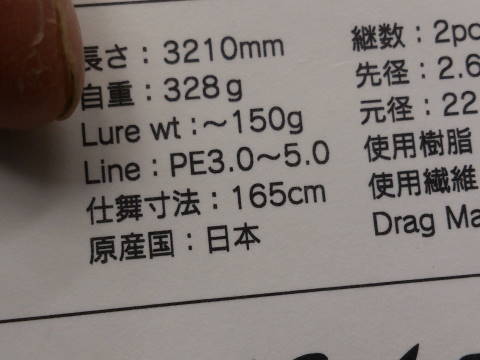 長さ：3210mm
自重：328g
Lure wt：～150g
Line：PE3.0～5.0
仕舞寸法：165cm
原産国：日本
継数：2pc
先径：2.6
元径：22
使用樹脂
使用繊維
Drag Ma